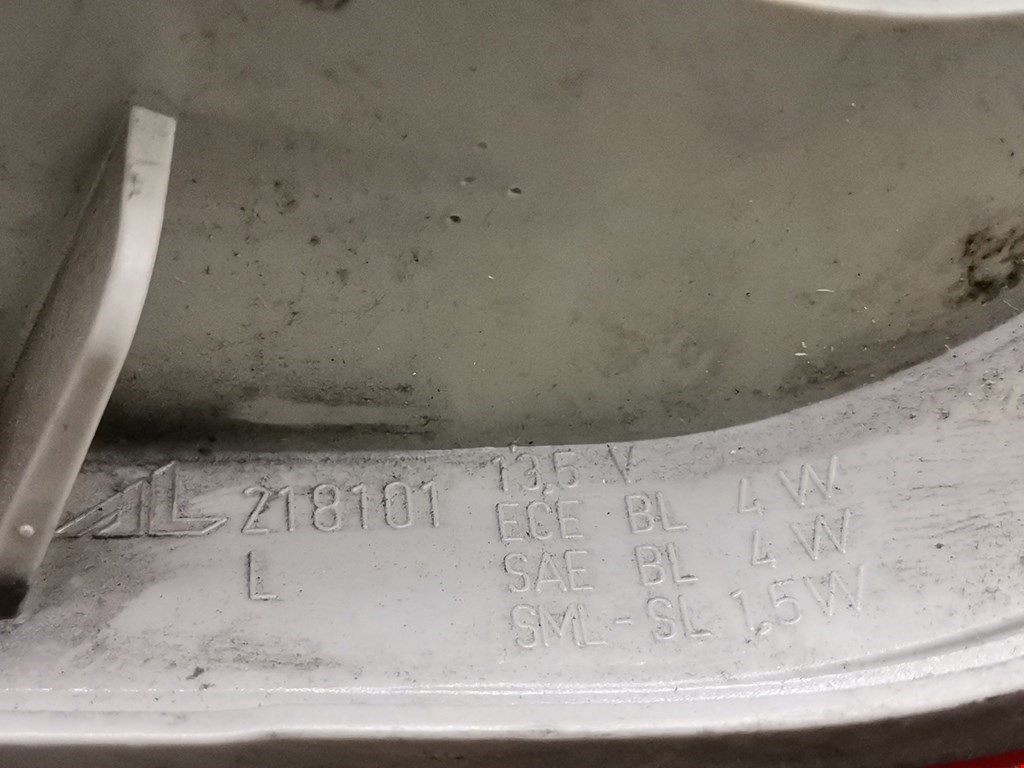 AL 218101
L
13,5 V
ECE BL 4 W
SAE BL 4 W
SML - SL 1,5 W